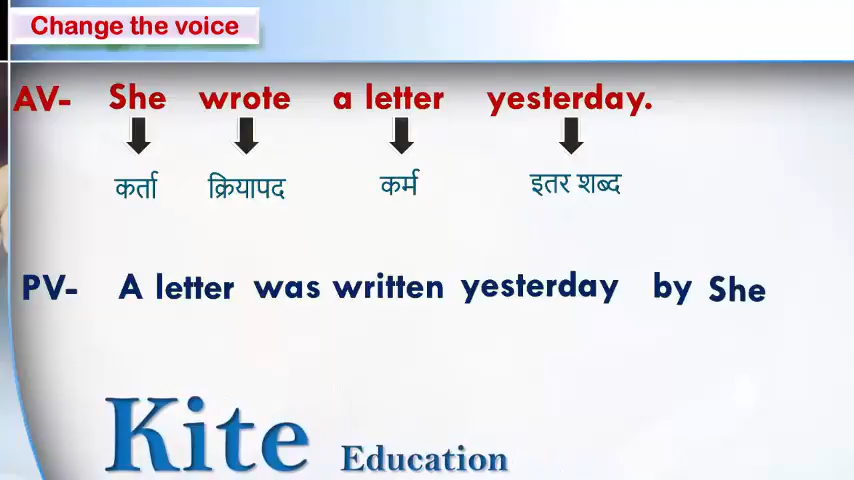 Change the voice
AV- She wrote a letter yesterday.
कर्ता क्रियापद कर्म इतर शब्द
PV- A letter was written yesterday by She
Kite Education